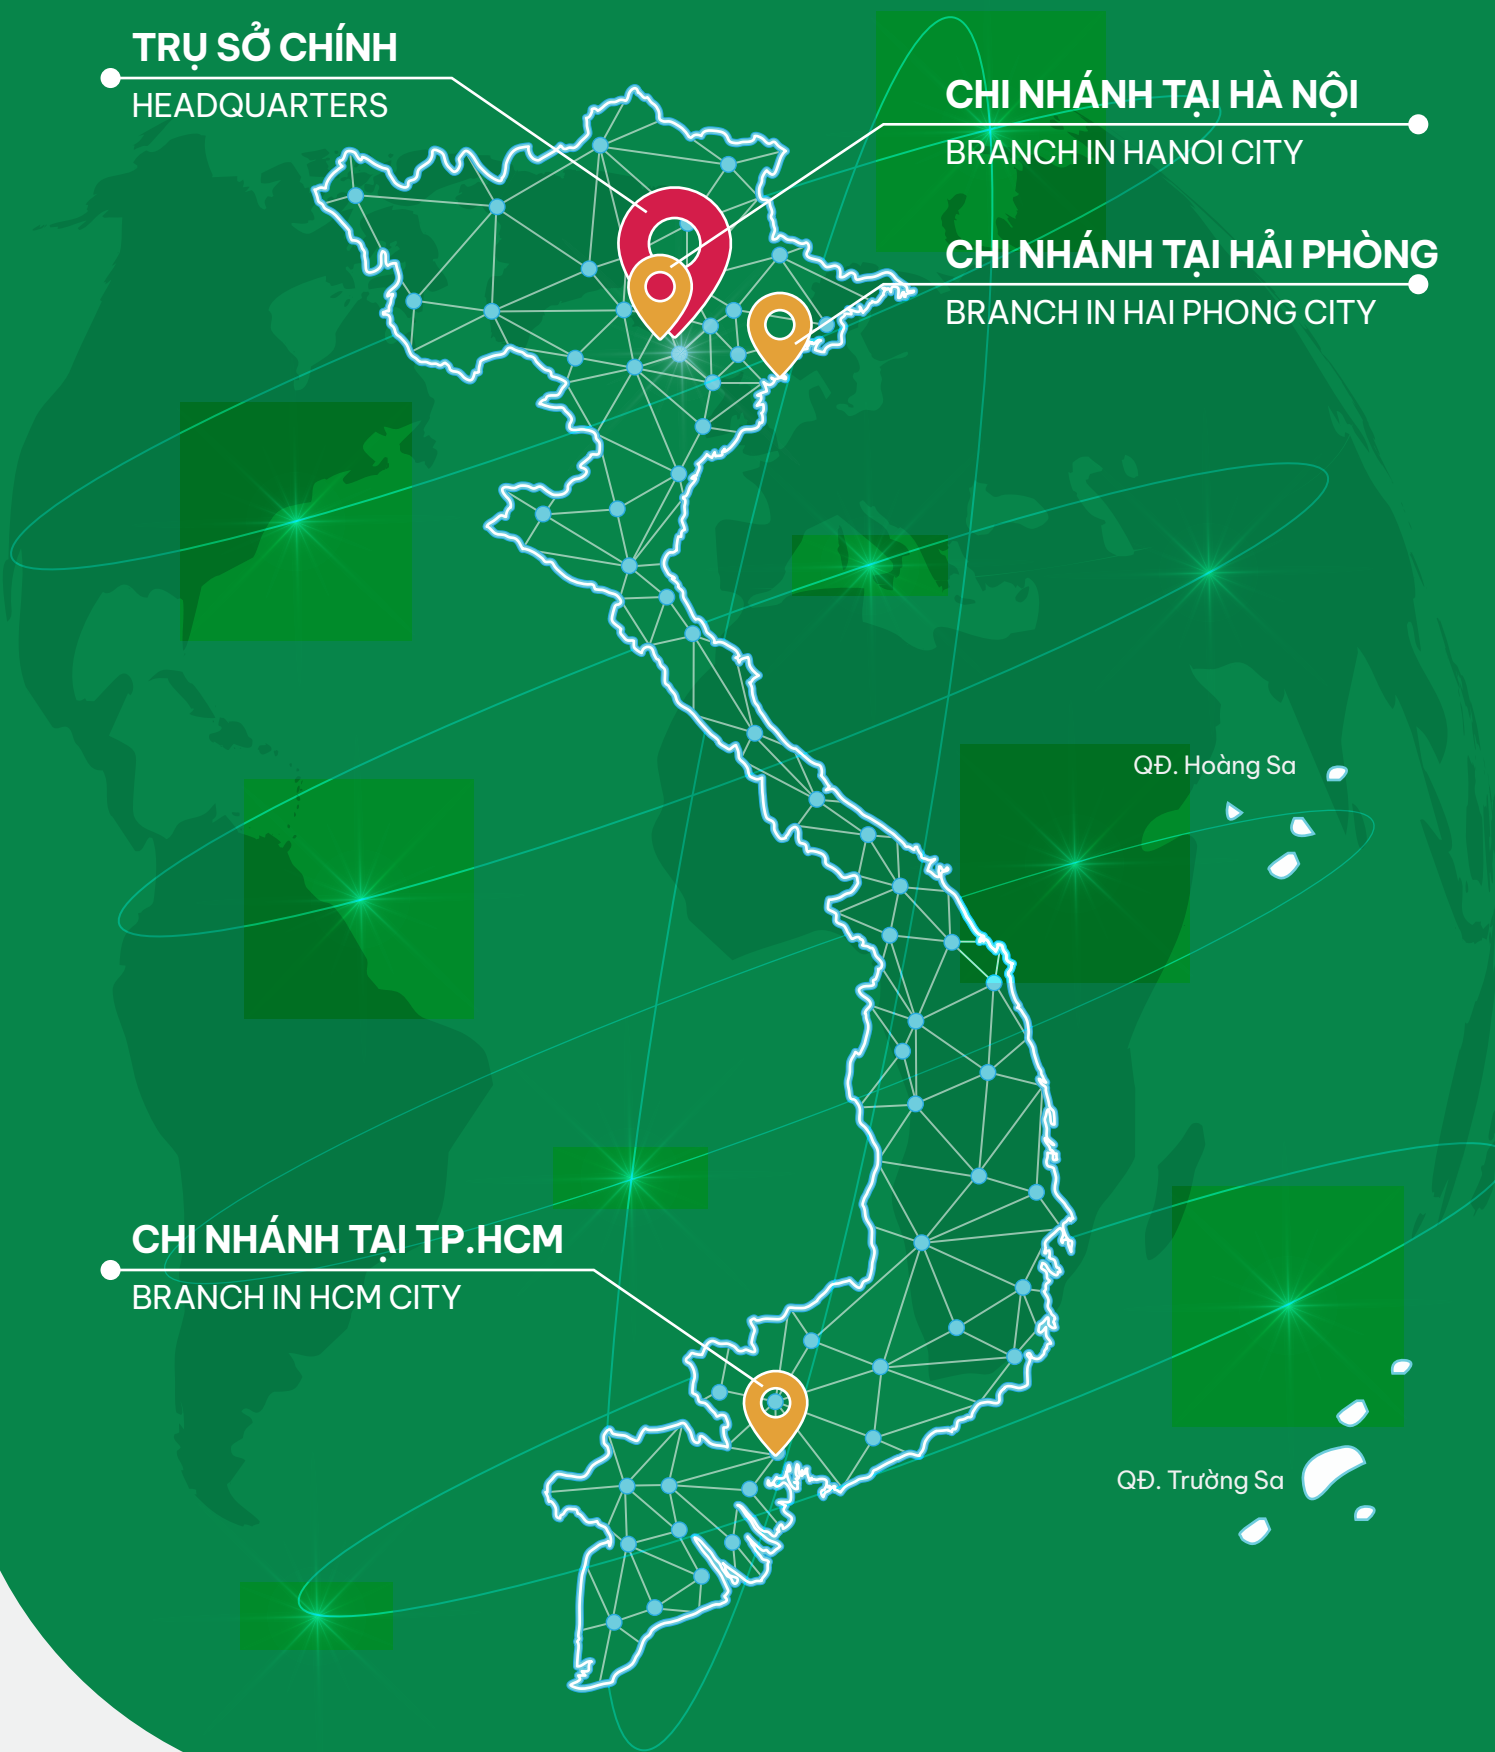 TRỤ SỞ CHÍNH
HEADQUARTERS
CHI NHÁNH TẠI HÀ NỘI
BRANCH IN HANOI CITY
CHI NHÁNH TẠI HẢI PHÒNG
BRANCH IN HAI PHONG CITY
QĐ. Hoàng Sa
CHI NHÁNH TẠI TP.HCM
BRANCH IN HCM CITY
QĐ. Trường Sa